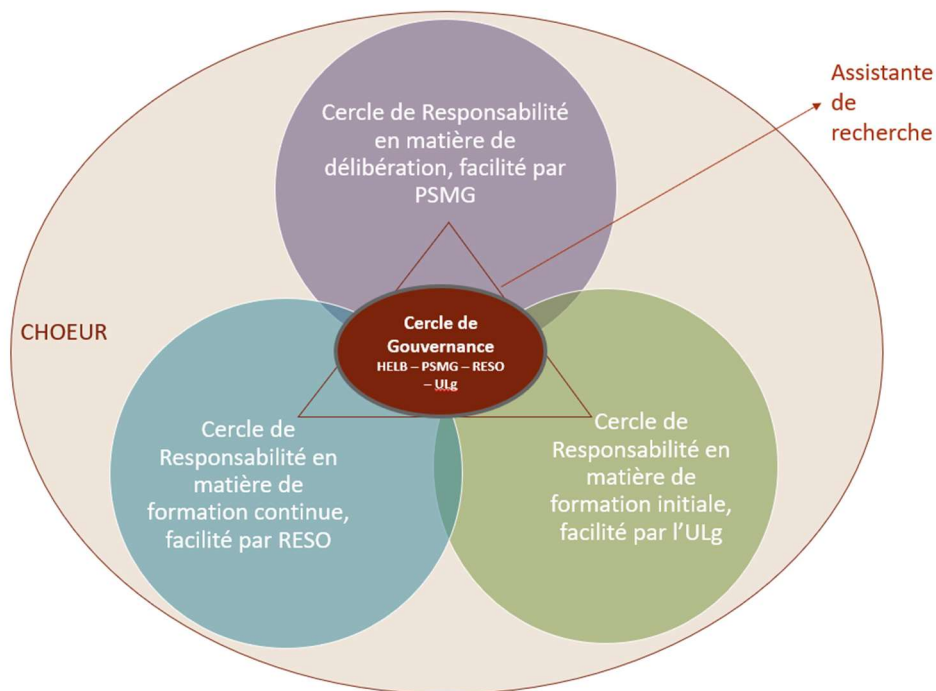 Cercle de Responsabilité
en matière de
délibération, facilité par
PSMG
Assistante
de
recherche
CHOEUR
Cercle de
Gouvernance
HELB – PSMG – RESO
– ULg
Cercle de
Responsabilité en
matière de
formation continue,
facilité par RESO
Cercle de
Responsabilité en
matière de
formation initiale,
facilité par l’ULg